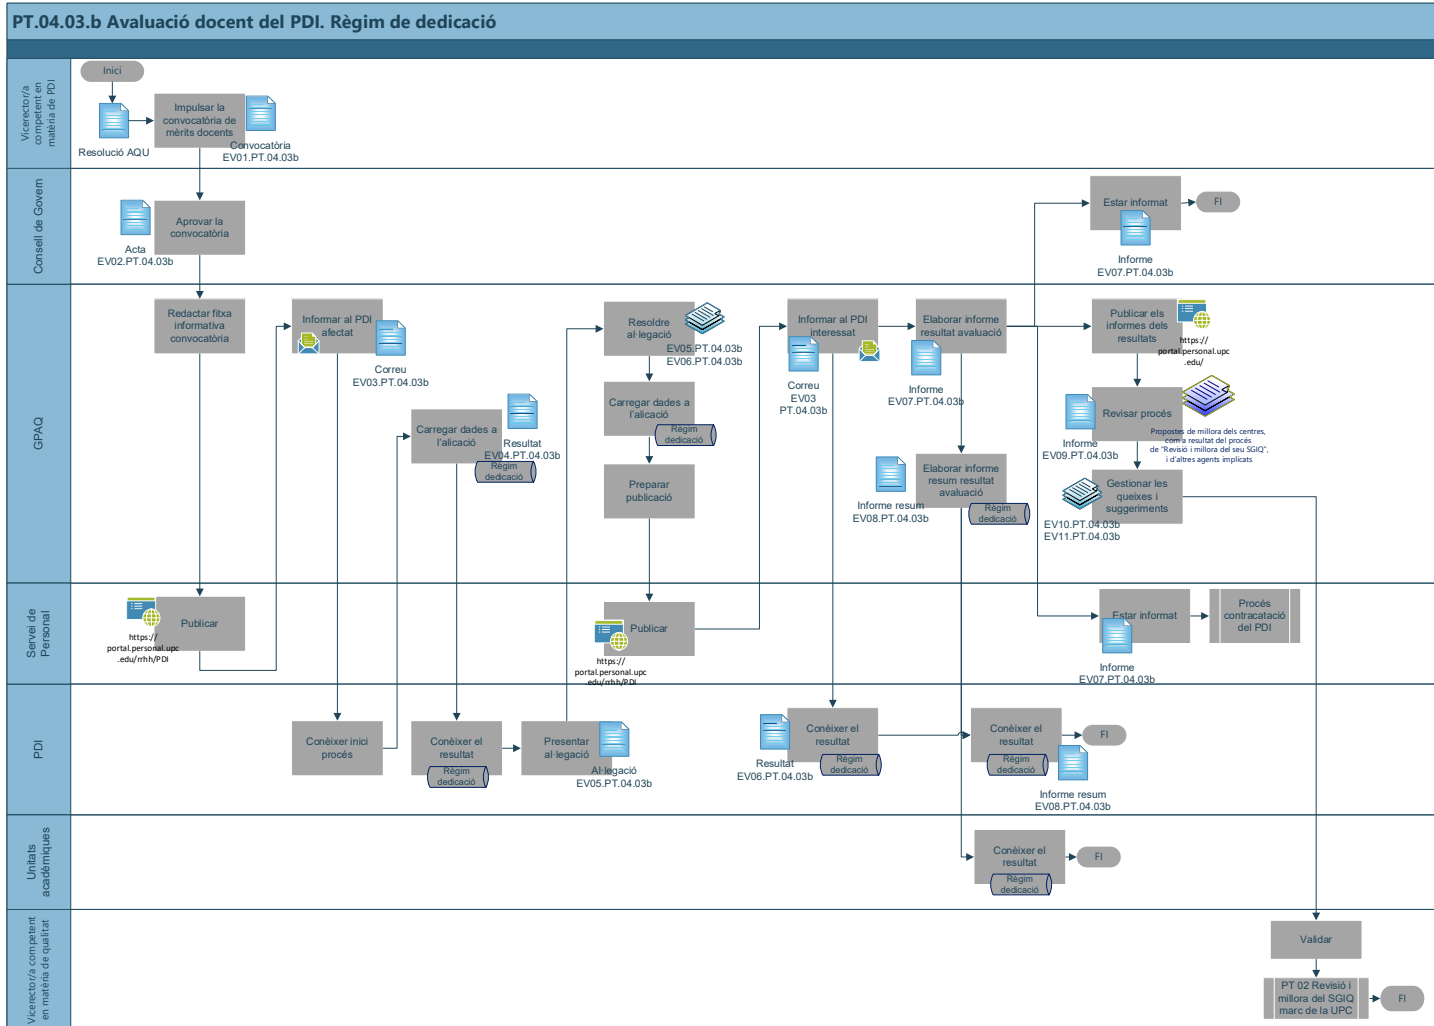 PT.04.03.b Avaluació docent del PDI. Règim de dedicació
Vicerector/a
competent en
matèria de PDI
Inici
Resolució AQU
Impulsar la
convocatòria de
mèrits docents
Convocatòria
EV01.PT.04.03b
Consell de Govern
Acta
EV02.PT.04.03b
Aprovar la
convocatòria
Estar informat
FI
Informe
EV07.PT.04.03b
GPAQ
Redactar fitxa
informativa
convocatòria
Informar al PDI
afectat
Correu
EV03.PT.04.03b
Carregar dades a
l'alicació
Resultat
EV04.PT.04.03b
Règim
dedicació
Resoldre
al·legació
EV05.PT.04.03b
EV06.PT.04.03b
Carregar dades a
l'alicació
Règim
dedicació
Preparar
publicació
Informar al PDI
interessat
Correu
EV03
PT.04.03b
Elaborar informe
resultat avaluació
Informe
EV07.PT.04.03b
Elaborar informe
resum resultat
avaluació
Informe resum
EV08.PT.04.03b
Règim
dedicació
Publicar els
informes dels
resultats
https://
portal.personal.upc
.edu/
Revisar procés
Informe
EV09.PT.04.03b
Propostes de millora dels centres,
com a resultat del procés
de "Revisió i millora del seu SGIQ",
i d'altres agents implicats
Gestionar les
queixes i
suggeriments
EV10.PT.04.03b
EV11.PT.04.03b
Servei de
Personal
Publicar
https://
portal.personal.upc
.edu/rrhh/PDI
Publicar
https://
portal.personal.upc
.edu/rrhh/PDI
Estar informat
Informe
EV07.PT.04.03b
Procés
contracatació
del PDI
PDI
Conèixer inici
procés
Conèixer el
resultat
Règim
dedicació
Presentar
al·legació
Al·legació
EV05.PT.04.03b
Resultat
EV06.PT.04.03b
Conèixer el
resultat
Règim
dedicació
Conèixer el
resultat
Règim
dedicació
FI
Informe resum
EV08.PT.04.03b
Unitats
acadèmiques
Conèixer el
resultat
Règim
dedicació
FI
Vicerector/a competent
en matèria de qualitat
Validar
PT 02 Revisió i
millora del SGIQ
marc de la UPC
FI